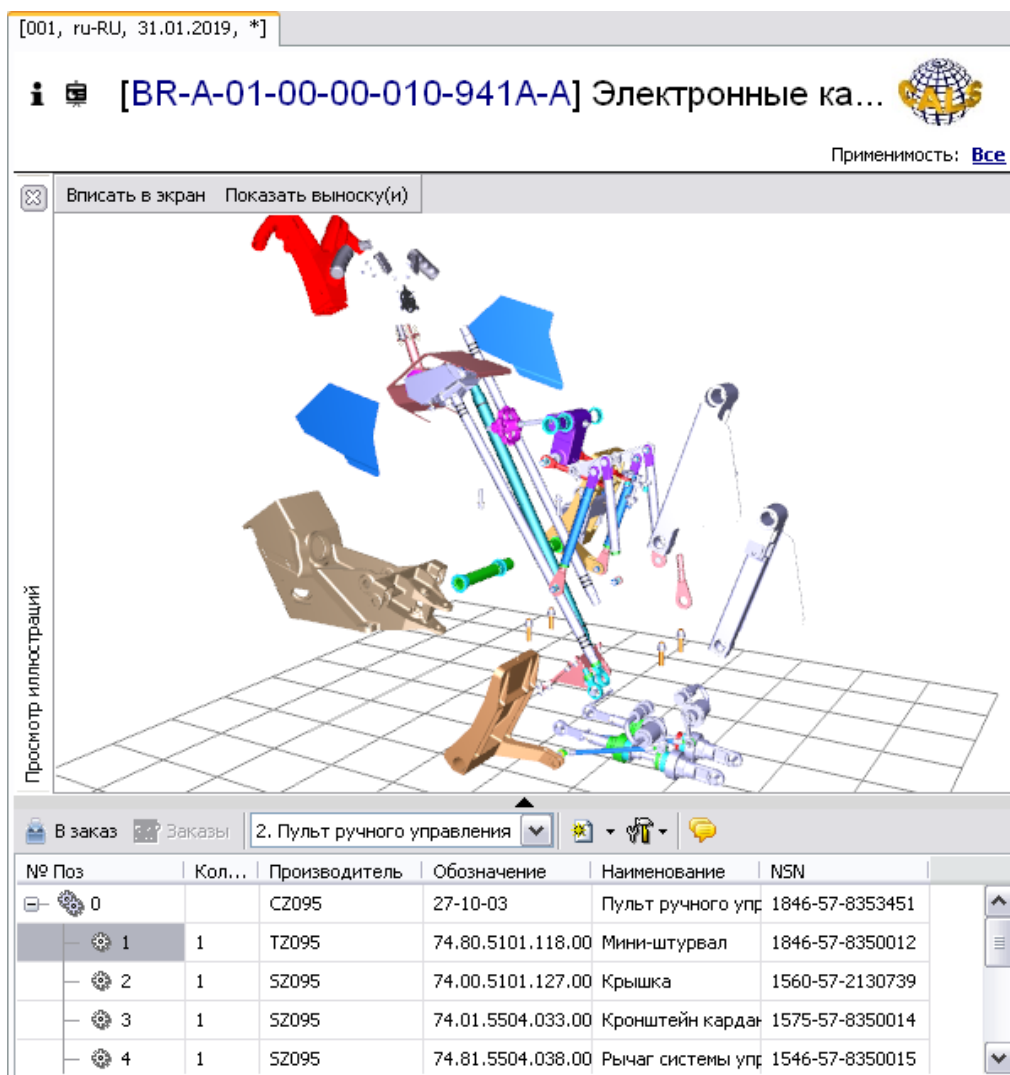 [001, ru-RU, 31.01.2019, *]
[BR-A-01-00-00-010-941A-A] Электронные ка...
CALS
Применимость: Все
Вписать в экран Показать выноску(и)
Просмотр иллюстраций
В заказ Заказы 2. Пульт ручного управления
№ Поз Кол... Производитель Обозначение Наименование NSN
0 CZ095 27-10-03 Пульт ручного упр 1846-57-8353451
1 1 TZ095 74.80.5101.118.00 Мини-штурвал 1846-57-8350012
2 1 SZ095 74.00.5101.127.00 Крышка 1560-57-2130739
3 1 SZ095 74.01.5504.033.00 Кронштейн кардан 1575-57-8350014
4 1 SZ095 74.81.5504.038.00 Рычаг системы упр 1546-57-8350015